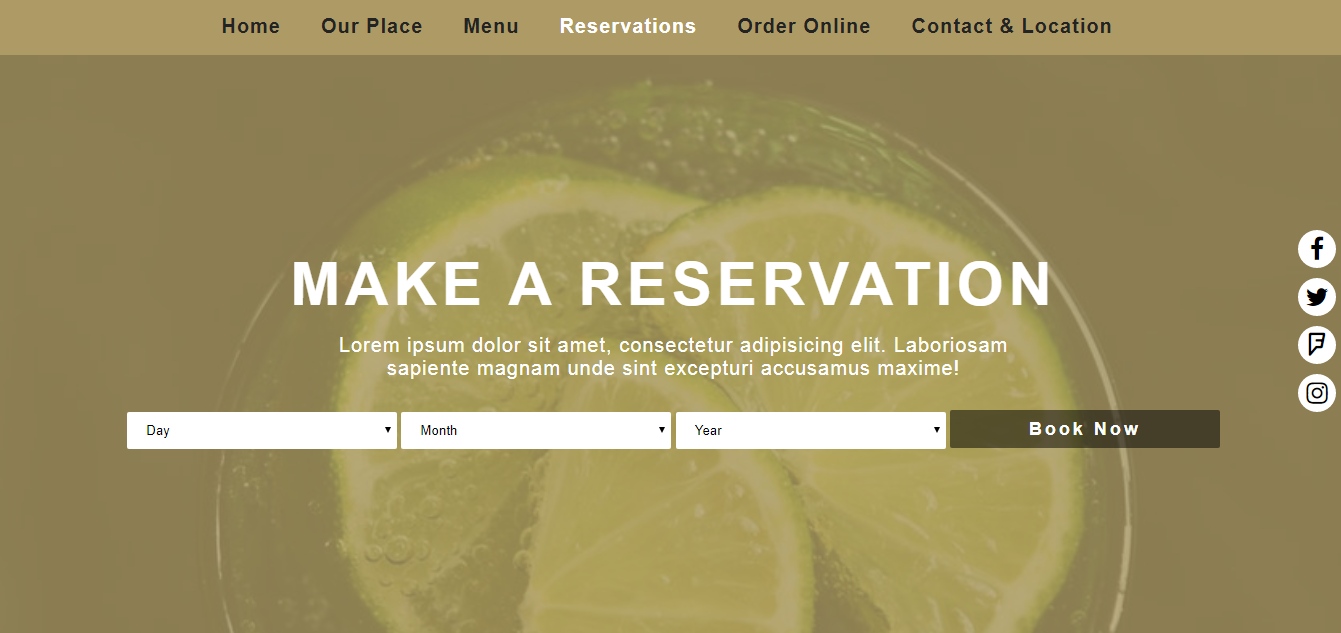 Home Our Place Menu Reservations Order Online Contact & Location
MAKE A RESERVATION
Lorem ipsum dolor sit amet, consectetur adipisicing elit. Laboriosam
sapiente magnam unde sint excepturi accusamus maxime!
Day Month Year Book Now